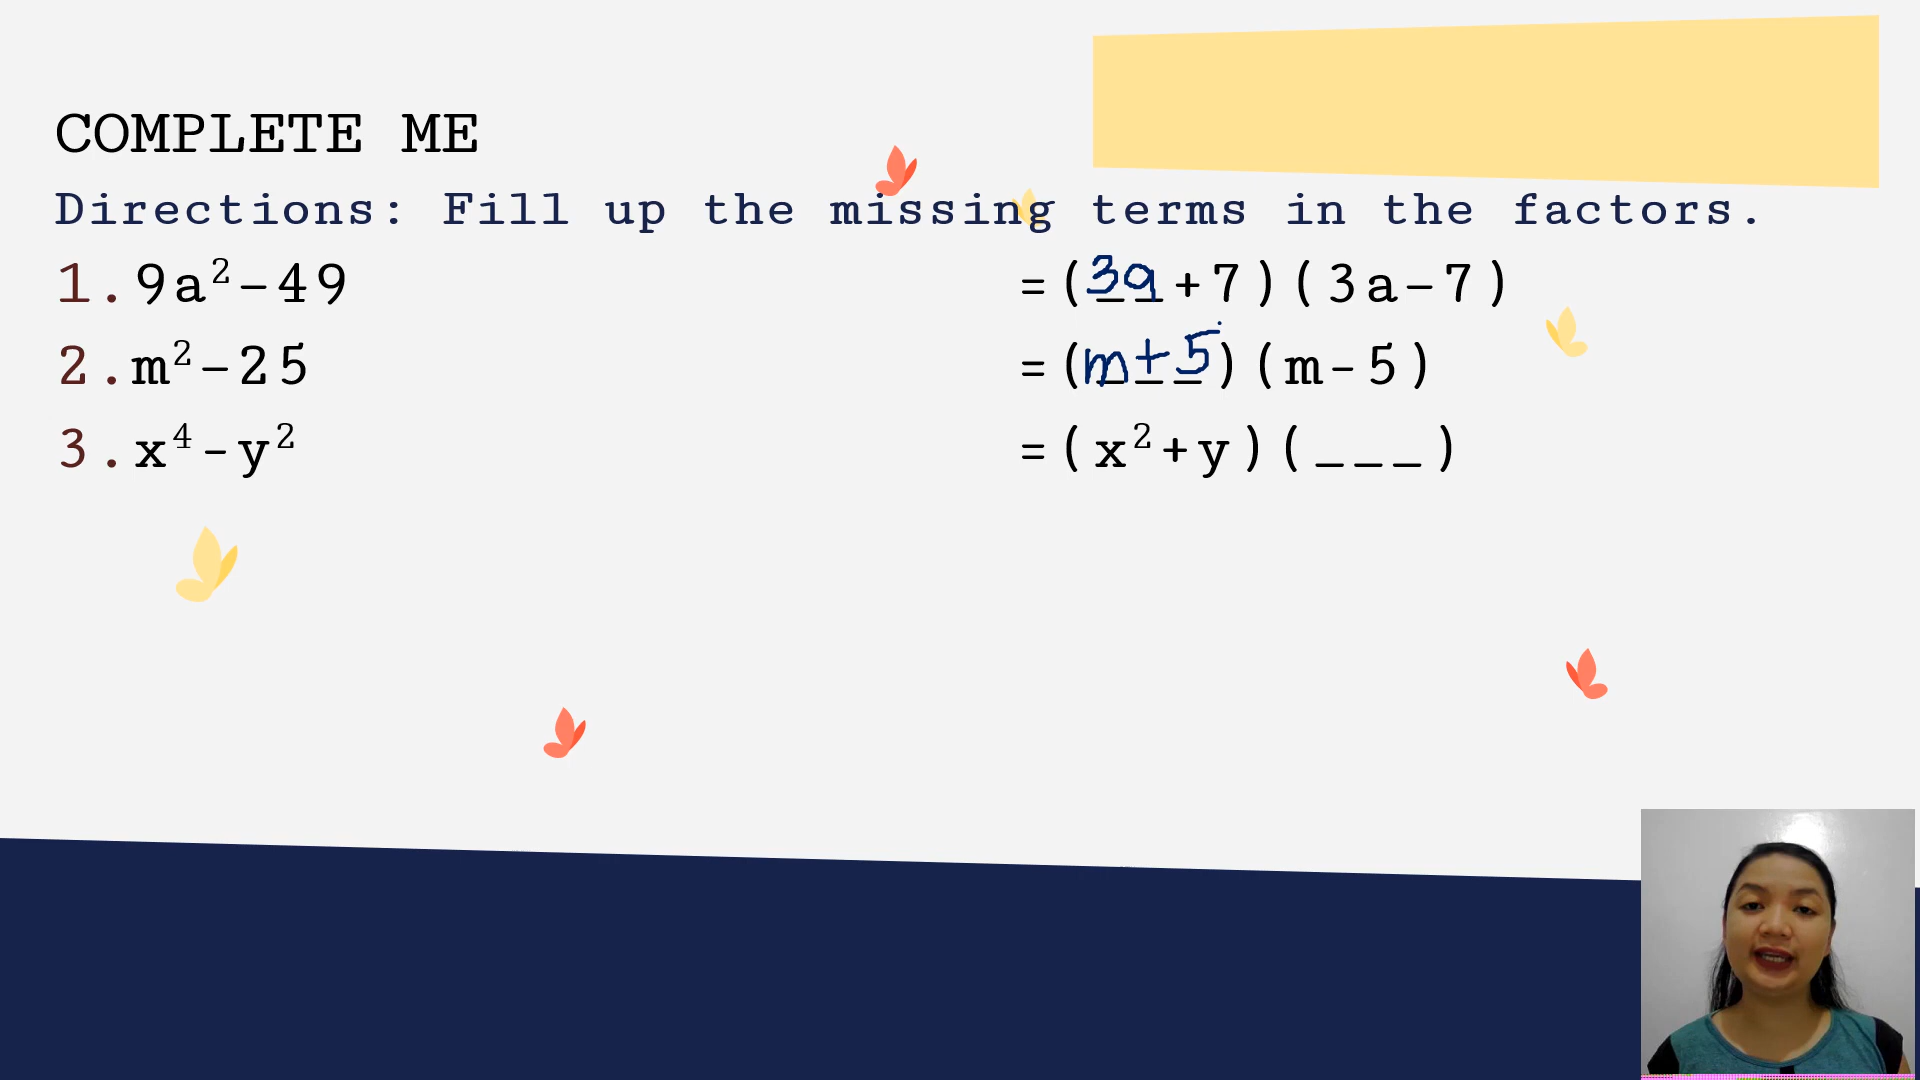 COMPLETE ME
Directions: Fill up the missing terms in the factors.
1. 9a²-49 = (3a+7)(3a-7)
2. m²-25 = (m+5)(m-5)
3. x⁴-y² = (x²+y)(___)